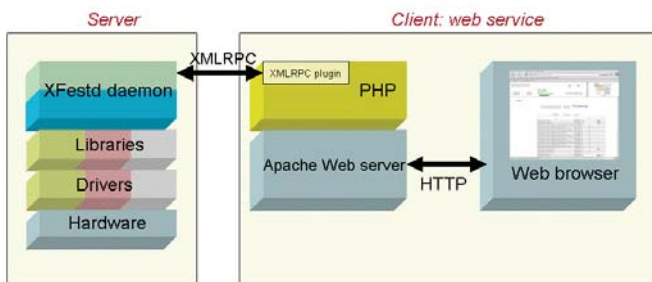 Server
Client: web service
XMLRPC
XFestd daemon
XMLRPC plugin
PHP
Libraries
Drivers
Hardware
Apache Web server
HTTP
Web browser